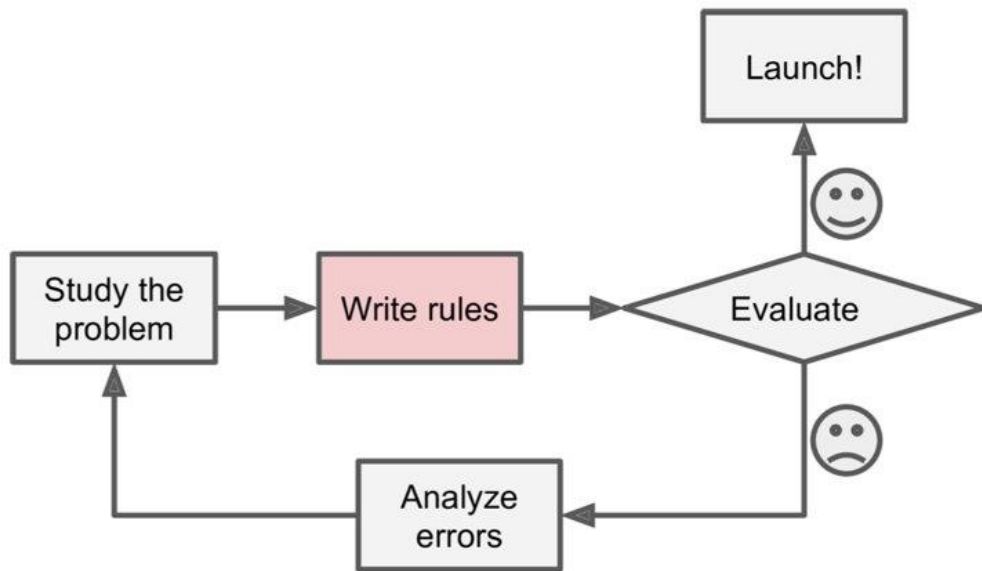 Launch!
Study the
problem
Write rules
Evaluate
Analyze
errors